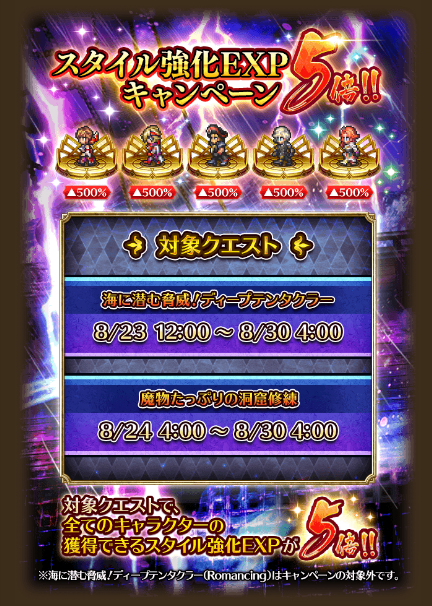 スタイル強化EXP
キャンペーン5倍!!
▲500% ▲500% ▲500% ▲500% ▲500%
対象クエスト
海に潜む脅威!ディープテンタクラー
8/23 12:00~8/30 4:00
魔物たっぷりの洞窟修練
8/24 4:00~8/30 4:00
対象クエストで、
全てのキャラクターの
獲得できるスタイル強化EXPが5倍!!
※海に潜む脅威!ディープテンタクラー(Romancing)はキャンペーンの対象外です。